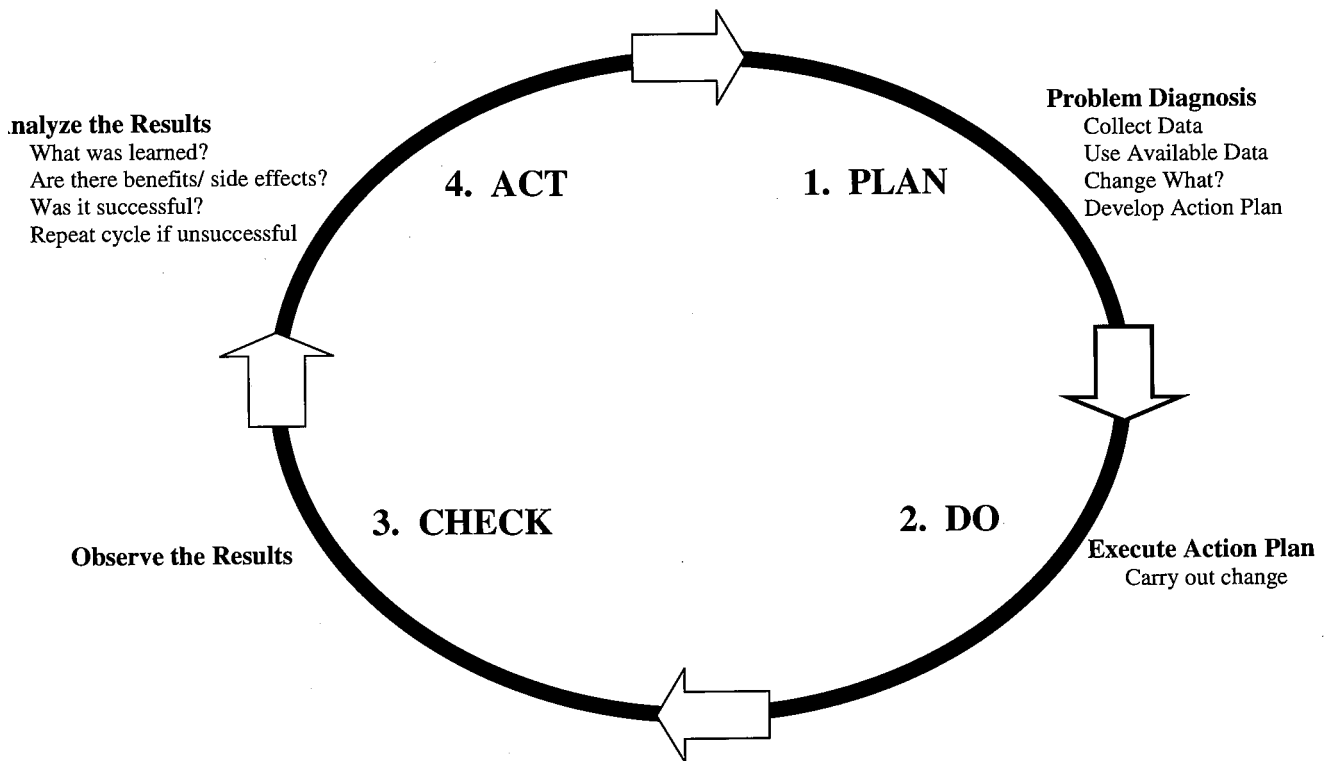 Problem Diagnosis
Collect Data
Use Available Data
Change What?
Develop Action Plan
1. PLAN
2. DO
Execute Action Plan
Carry out change
3. CHECK
Observe the Results
4. ACT
nalyze the Results
What was learned?
Are there benefits/ side effects?
Was it successful?
Repeat cycle if unsuccessful